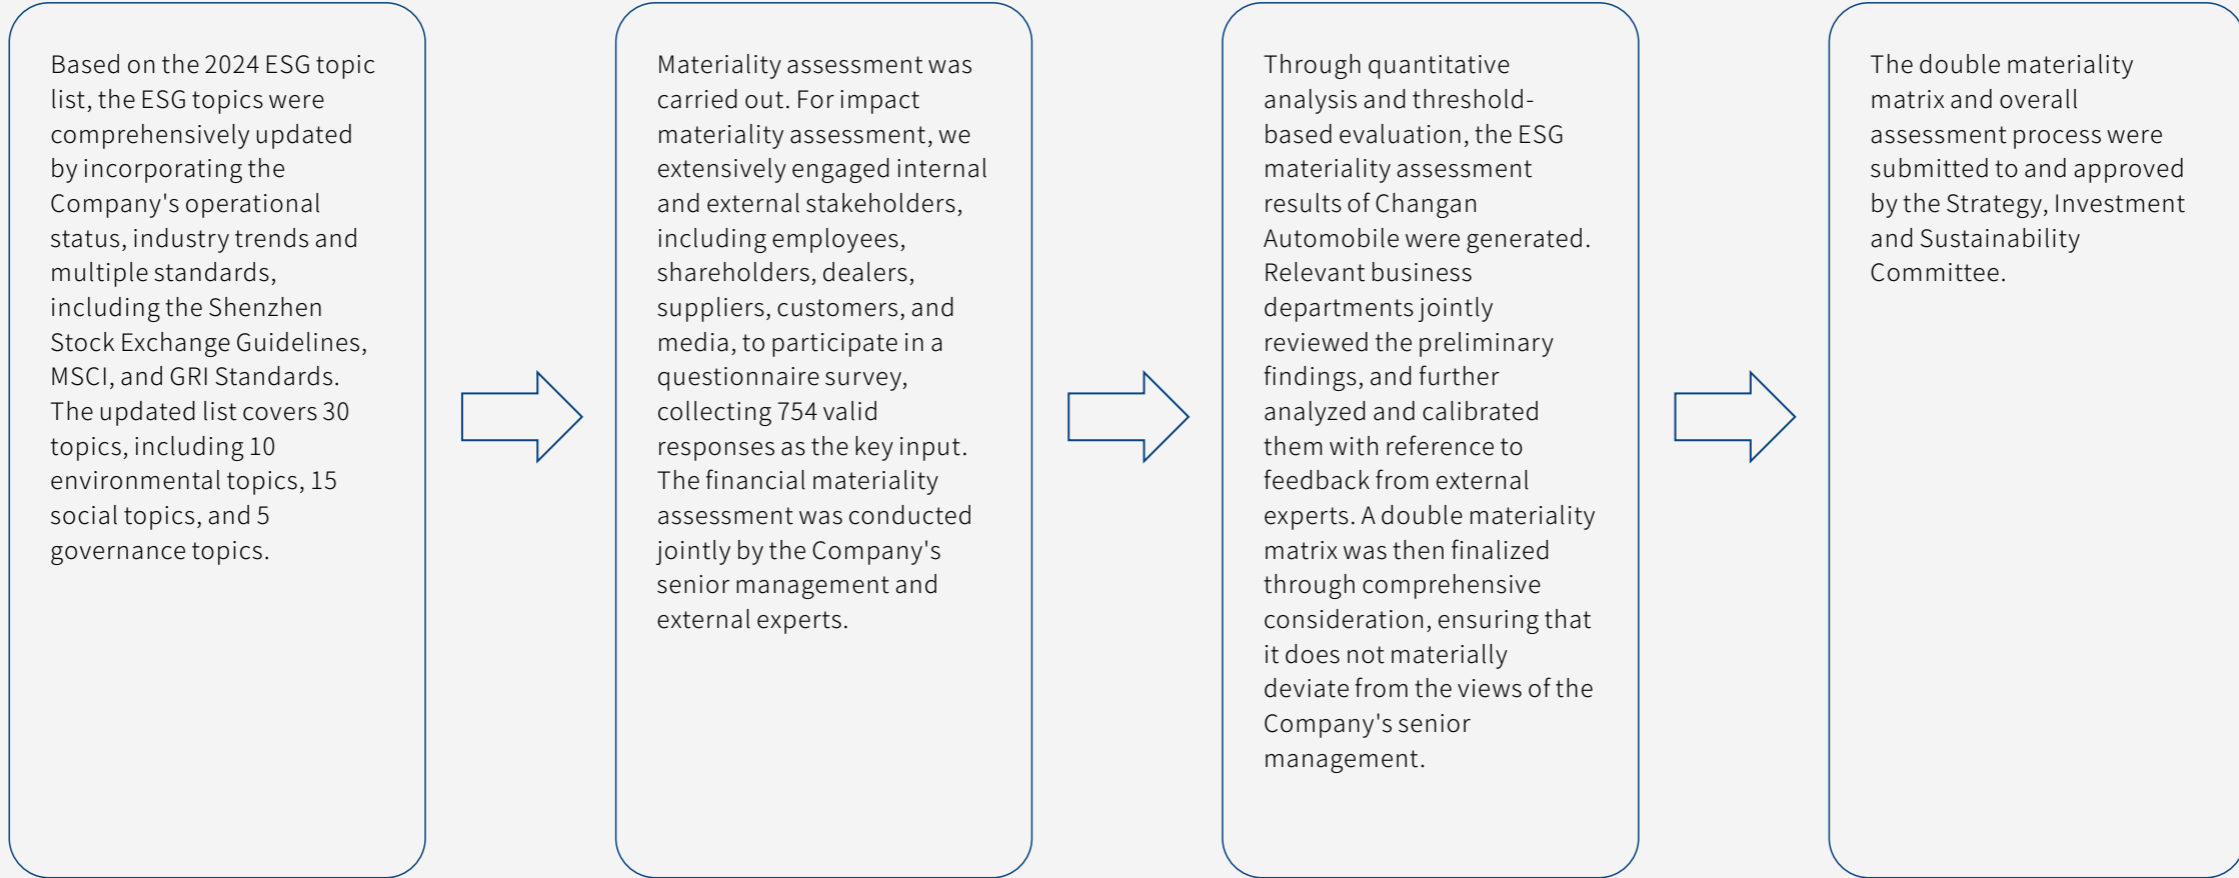 Based on the 2024 ESG topic
list, the ESG topics were
comprehensively updated
by incorporating the
Company's operational
status, industry trends and
multiple standards,
including the Shenzhen
Stock Exchange Guidelines,
MSCI, and GRI Standards.
The updated list covers 30
topics, including 10
environmental topics, 15
social topics, and 5
governance topics.
Materiality assessment was
carried out. For impact
materiality assessment, we
extensively engaged internal
and external stakeholders,
including employees,
shareholders, dealers,
suppliers, customers, and
media, to participate in a
questionnaire survey,
collecting 754 valid
responses as the key input.
The financial materiality
assessment was conducted
jointly by the Company's
senior management and
external experts.
Through quantitative
analysis and threshold-
based evaluation, the ESG
materiality assessment
results of Changan
Automobile were generated.
Relevant business
departments jointly
reviewed the preliminary
findings, and further
analyzed and calibrated
them with reference to
feedback from external
experts. A double materiality
matrix was then finalized
through comprehensive
consideration, ensuring that
it does not materially
deviate from the views of the
Company's senior
management.
The double materiality
matrix and overall
assessment process were
submitted to and approved
by the Strategy, Investment
and Sustainability
Committee.